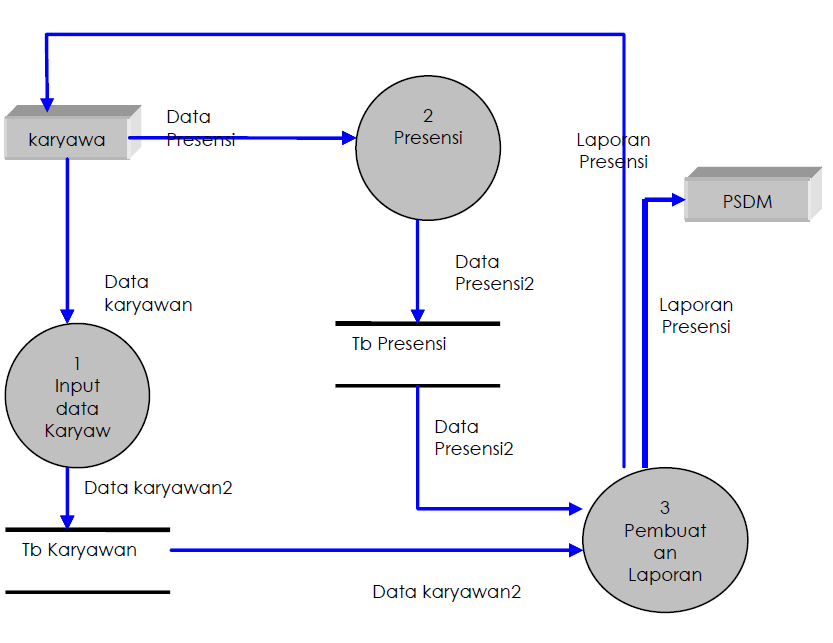 karyawa
Data
Presensi
2
Presensi
Laporan
Presensi
PSDM
Data
karyawan
Data
Presensi2
Laporan
Presensi
Tb Presensi
1
Input
data
Karyaw
Data
Presensi2
Data karyawan2
Tb Karyawan
3
Pembuat
an
Laporan
Data karyawan2